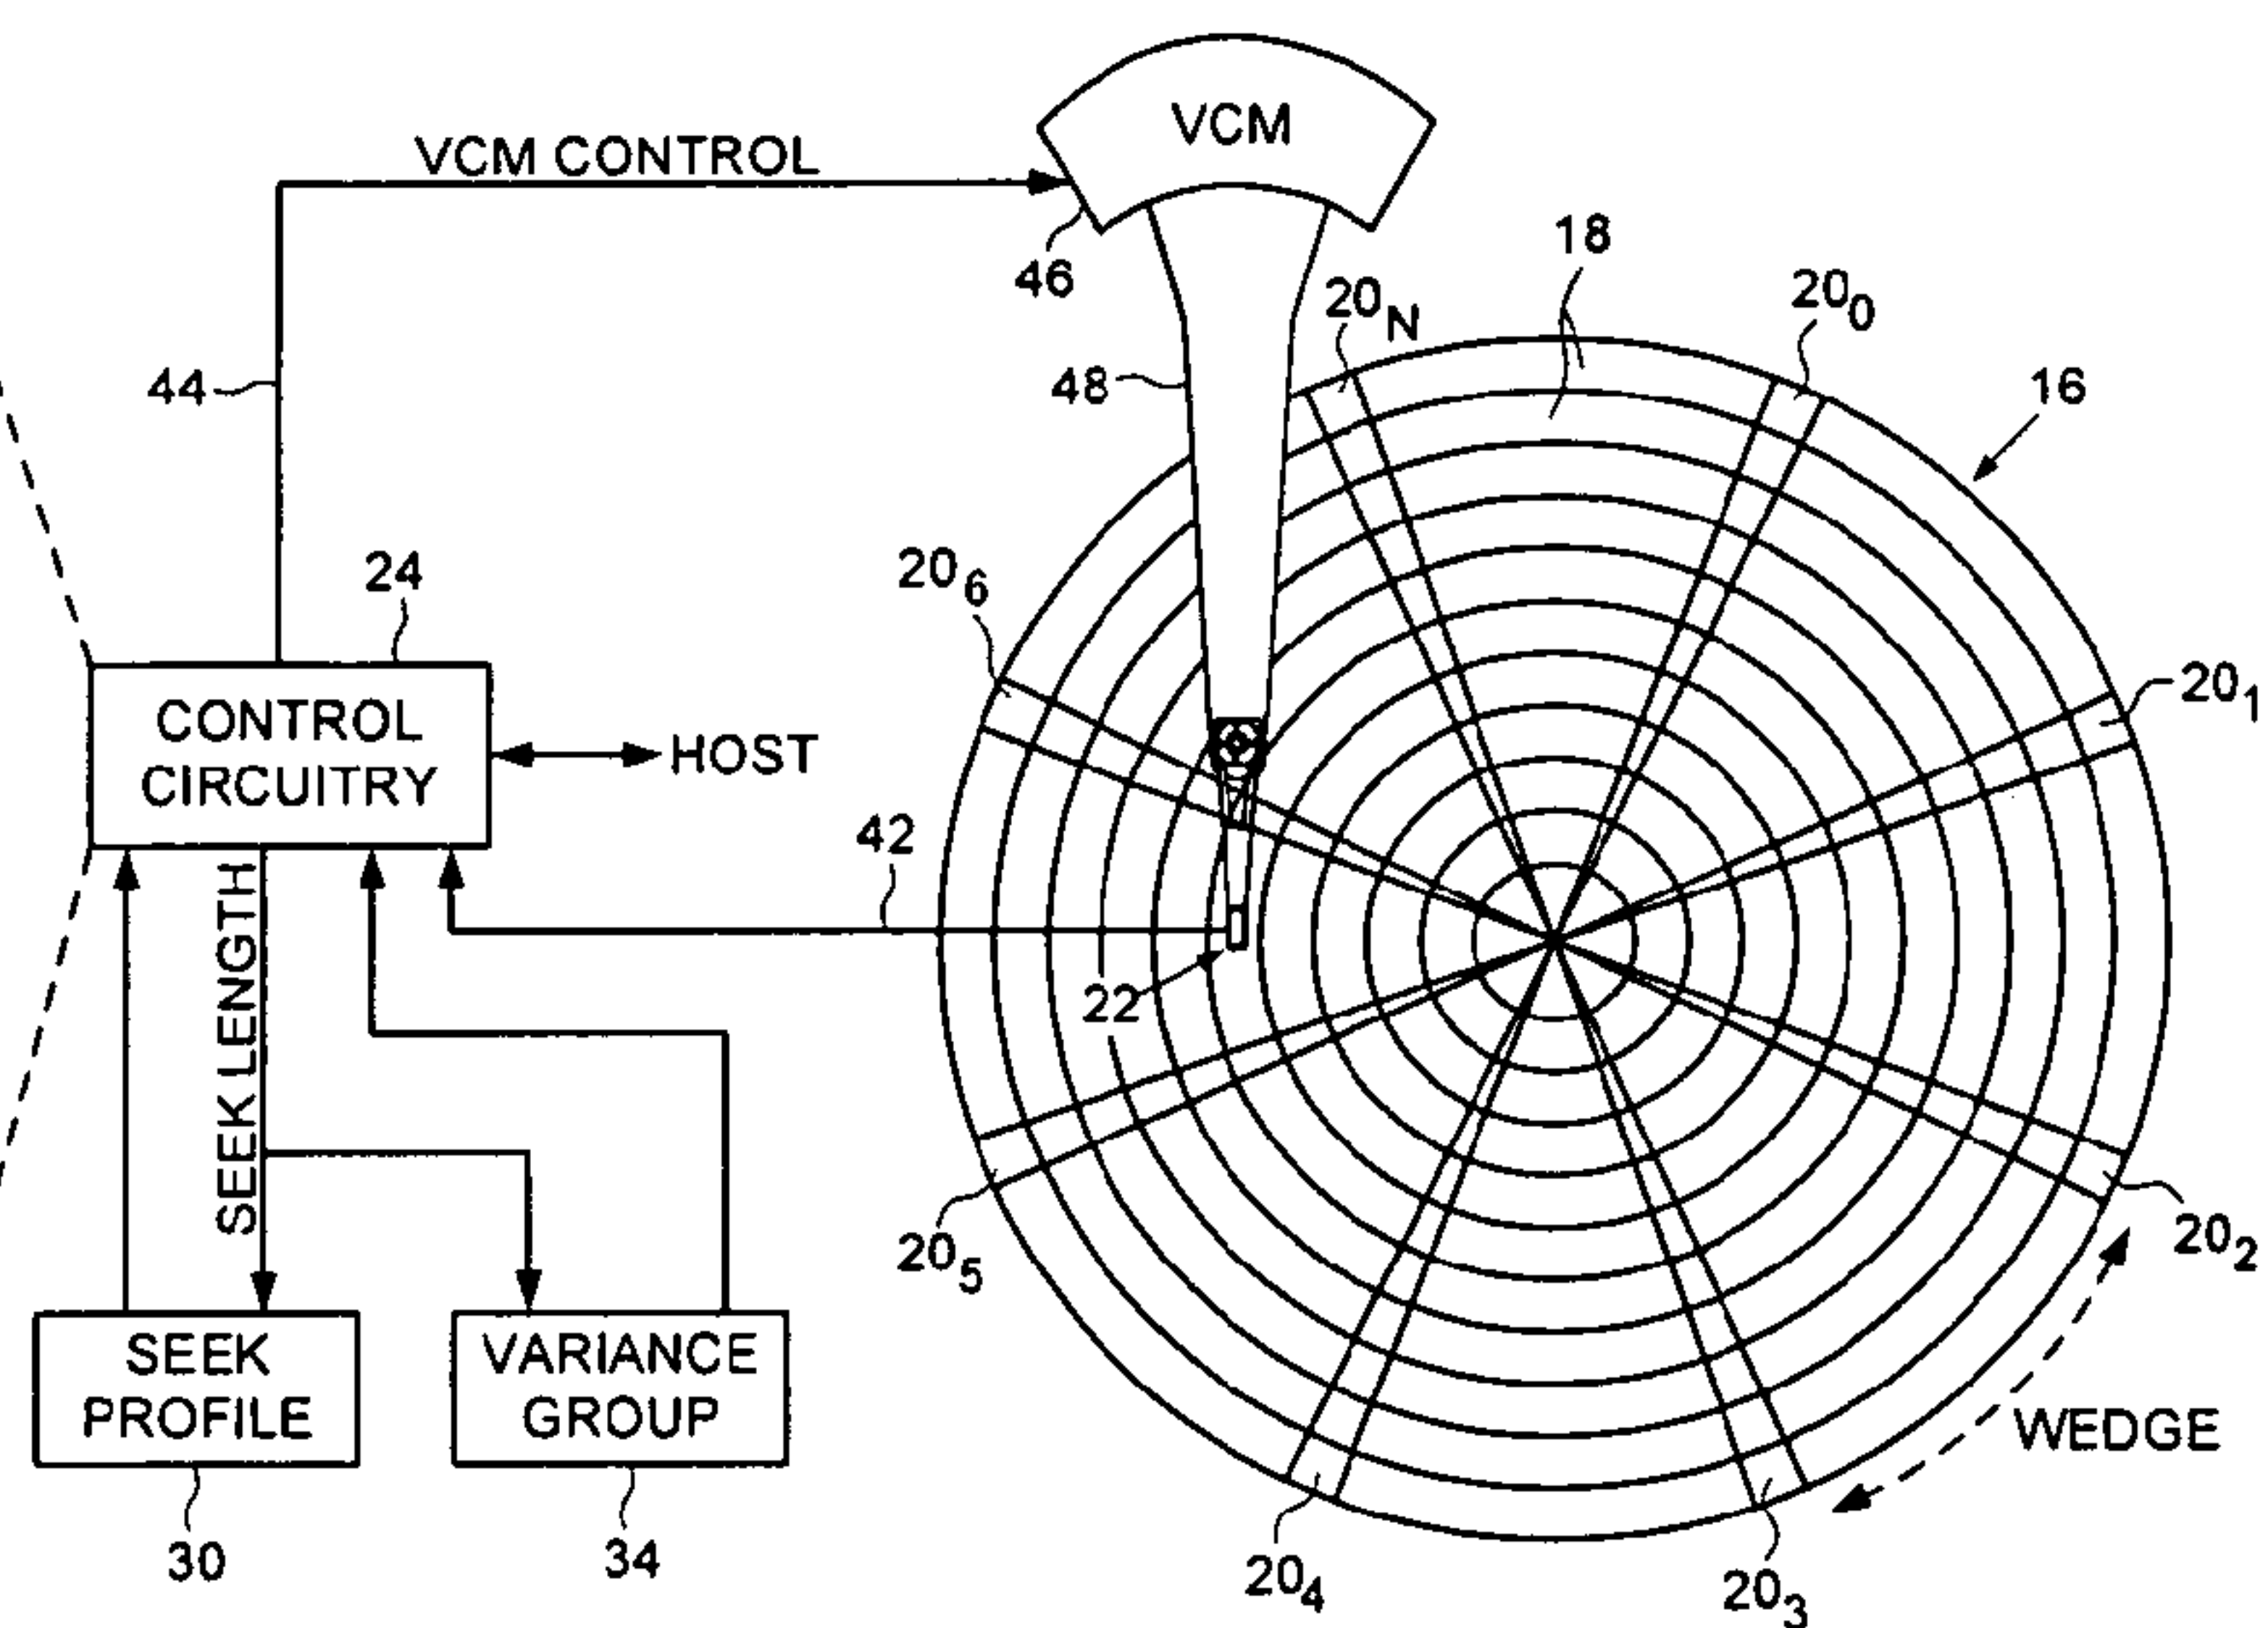 VCM
VCM CONTROL
46
18
20N
200
16
44
48
24
206
201
CONTROL
CIRCUITRY
HOST
42
SEEK LENGTH
22
205
202
SEEK
PROFILE
VARIANCE
GROUP
WEDGE
30
34
204
203